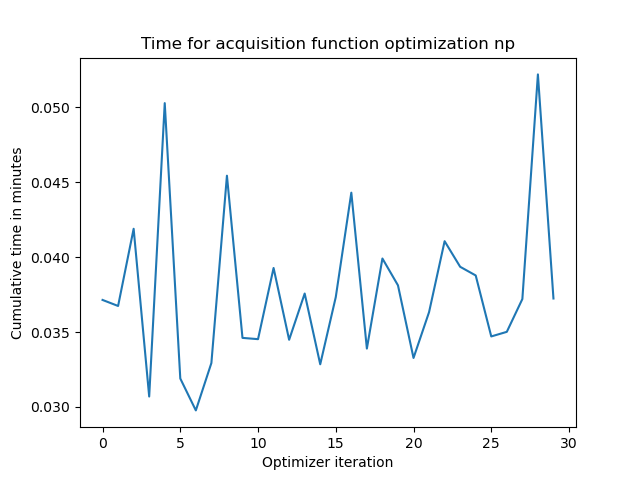 Time for acquisition function optimization np
Cumulative time in minutes
0.050
0.045
0.040
0.035
0.030
0 5 10 15 20 25 30
Optimizer iteration